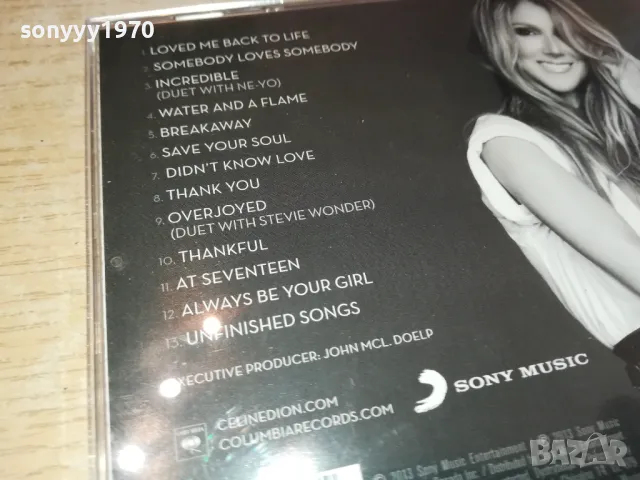 sonyyy1970
1. LOVED ME BACK TO LIFE
2. SOMEBODY LOVES SOMEBODY
3. INCREDIBLE
(DUET WITH NE-YO)
4. WATER AND A FLAME
5. BREAKAWAY
6. SAVE YOUR SOUL
7. DIDN'T KNOW LOVE
8. THANK YOU
9. OVERJOYED
(DUET WITH STEVIE WONDER)
10. THANKFUL
11. AT SEVENTEEN
12. ALWAYS BE YOUR GIRL
13. UNFINISHED SONGS
EXECUTIVE PRODUCER: JOHN MCL. DOELP
SONY MUSIC
CELINEDION.COM
COLUMBIARECORDS.COM
2013 Sony Music Entertainment
bazar